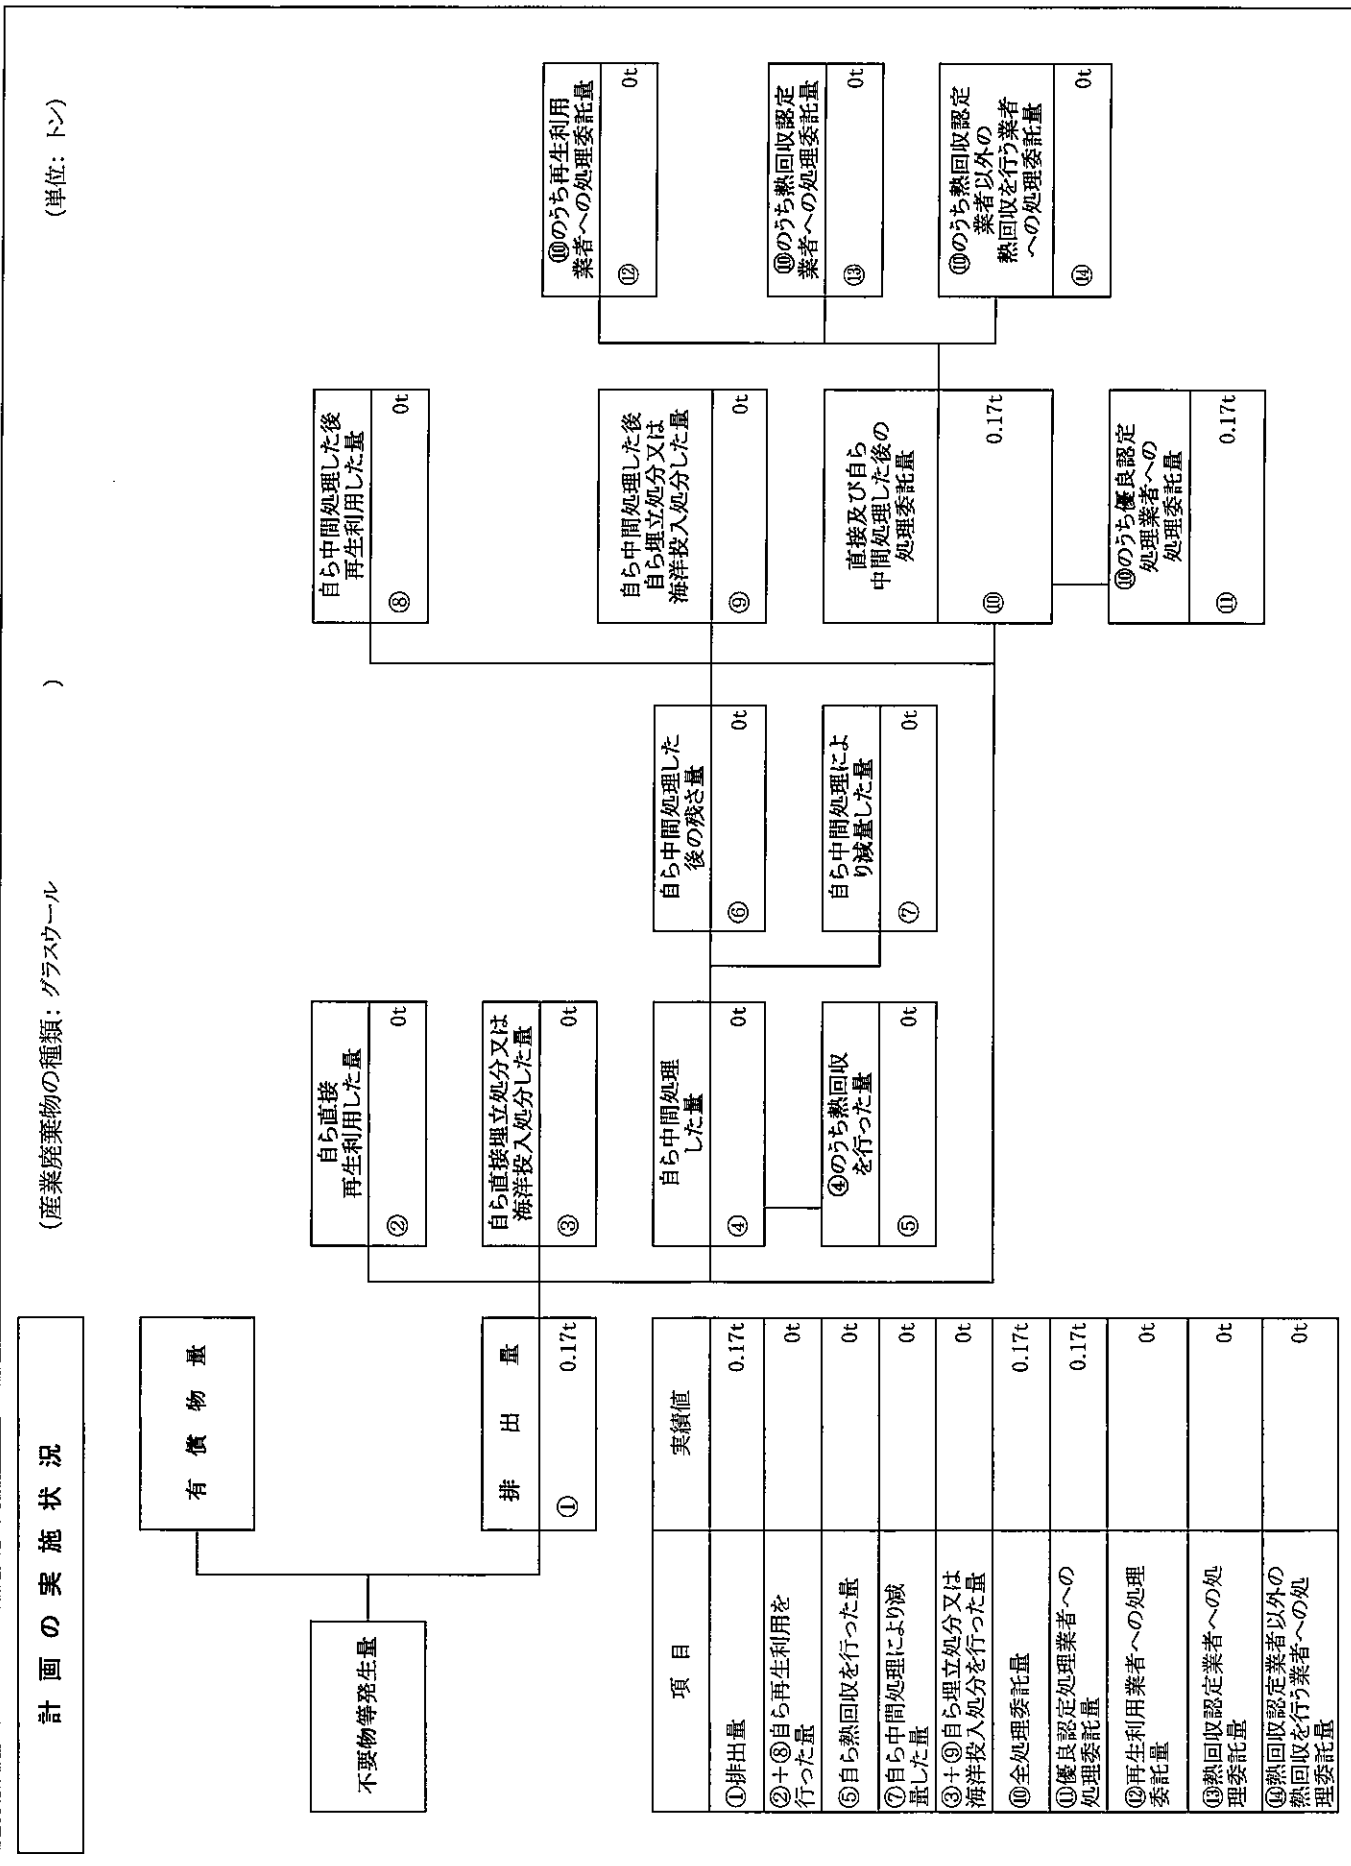 計画の実施状況
(産業廃棄物の種類：グラスウール
)
(単位：トン)
不要物等発生量
有償物量
排出量
① 0.17t
自ら直接
再生利用した量
② 0t
自ら直接埋立処分又は
海洋投入処分した量
③ 0t
自ら中間処理
した量
④ 0t
④のうち熱回収
を行った量
⑤ 0t
自ら中間処理した
後の残さ量
⑥ 0t
自ら中間処理によ
り減量した量
⑦ 0t
自ら中間処理した後
再生利用した量
⑧ 0t
自ら中間処理した後
自ら埋立処分又は
海洋投入処分した量
⑨ 0t
直接及び自ら
中間処理した後の
処理委託量
⑩ 0.17t
⑩のうち優良認定
処理業者への
処理委託量
⑪ 0.17t
⑩のうち再生利用
業者への処理委託量
⑫ 0t
⑩のうち熱回収認定
業者への処理委託量
⑬ 0t
⑩のうち熱回収認定
業者以外の
熱回収を行う業者
への処理委託量
⑭ 0t
項目 実績値
①排出量 0.17t
②+⑧自ら再生利用を
行った量 0t
⑤自ら熱回収を行った量 0t
⑦自ら中間処理により減
量した量 0t
③+⑨自ら埋立処分又は
海洋投入処分を行った量 0t
⑩全処理委託量 0.17t
⑪優良認定処理業者への
処理委託量 0.17t
⑫再生利用業者への処理
委託量 0t
⑬熱回収認定業者への処
理委託量 0t
⑭熱回収認定業者以外の
熱回収を行う業者への処
理委託量 0t